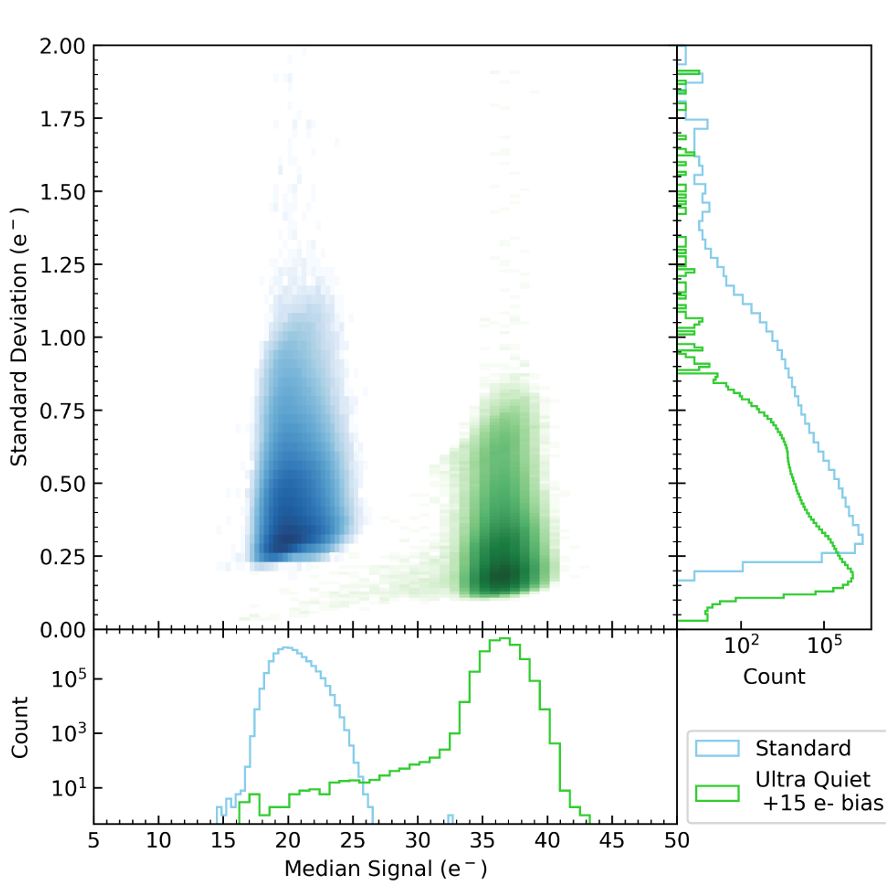 2.00
1.75
1.50
1.25
1.00
0.75
0.50
0.25
0.00
Standard Deviation (e⁻)
10² 10⁵
Count
10⁵
10³
10¹
Count
5 10 15 20 25 30 35 40 45 50
Median Signal (e⁻)
Standard
Ultra Quiet
+15 e- bias